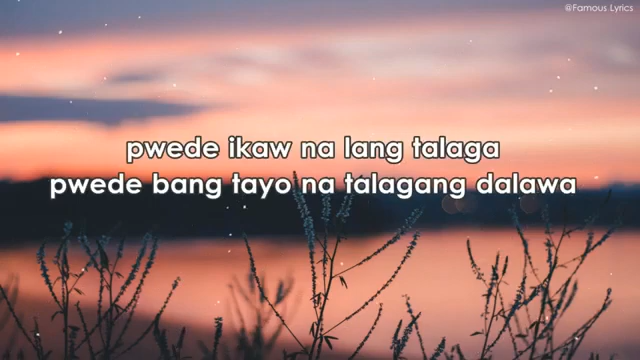 @Famous Lyrics
pwede ikaw na lang talaga
pwede bang tayo na talagang dalawa